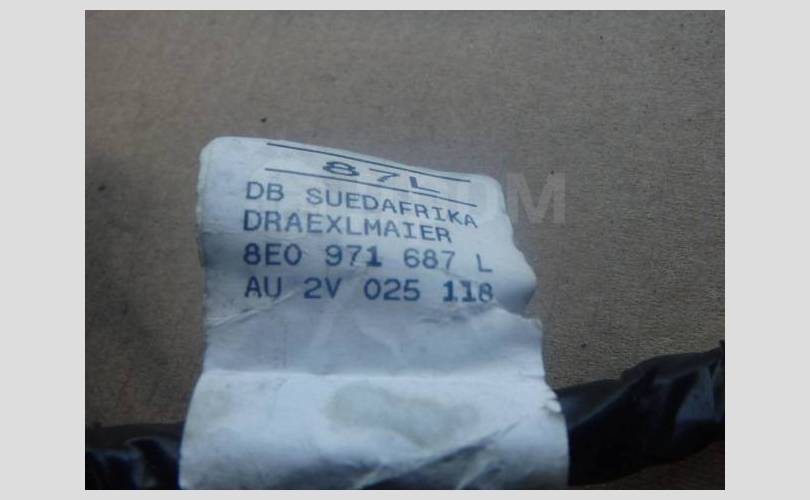 87L
DB SUEDAFRIKA
DRAEXLMAIER
8E0 971 687 L
AU 2V 025 118